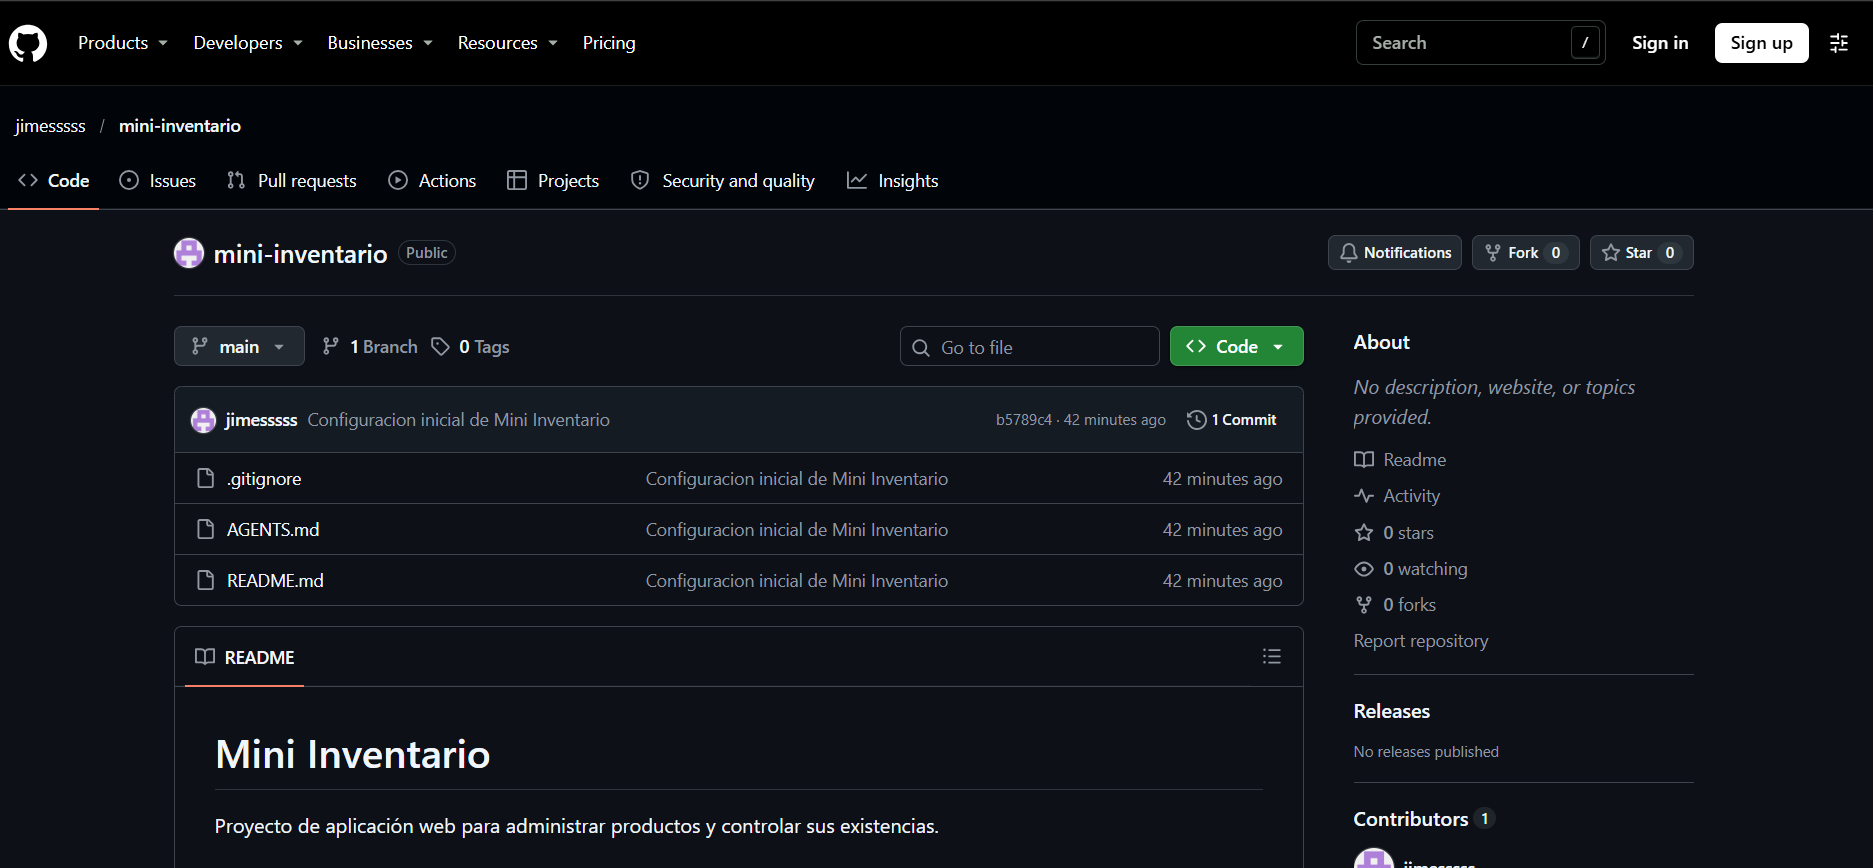 Products Developers Businesses Resources Pricing Search / Sign in Sign up
jimesssss / mini-inventario
Code Issues Pull requests Actions Projects Security and quality Insights
mini-inventario Public Notifications Fork 0 Star 0
main 1 Branch 0 Tags Go to file Code
jimesssss Configuracion inicial de Mini Inventario b5789c4 · 42 minutes ago 1 Commit
.gitignore Configuracion inicial de Mini Inventario 42 minutes ago
AGENTS.md Configuracion inicial de Mini Inventario 42 minutes ago
README.md Configuracion inicial de Mini Inventario 42 minutes ago
README
Mini Inventario
Proyecto de aplicación web para administrar productos y controlar sus existencias.
About
No description, website, or topics
provided.
Readme
Activity
0 stars
0 watching
0 forks
Report repository
Releases
No releases published
Contributors 1
jimesssss